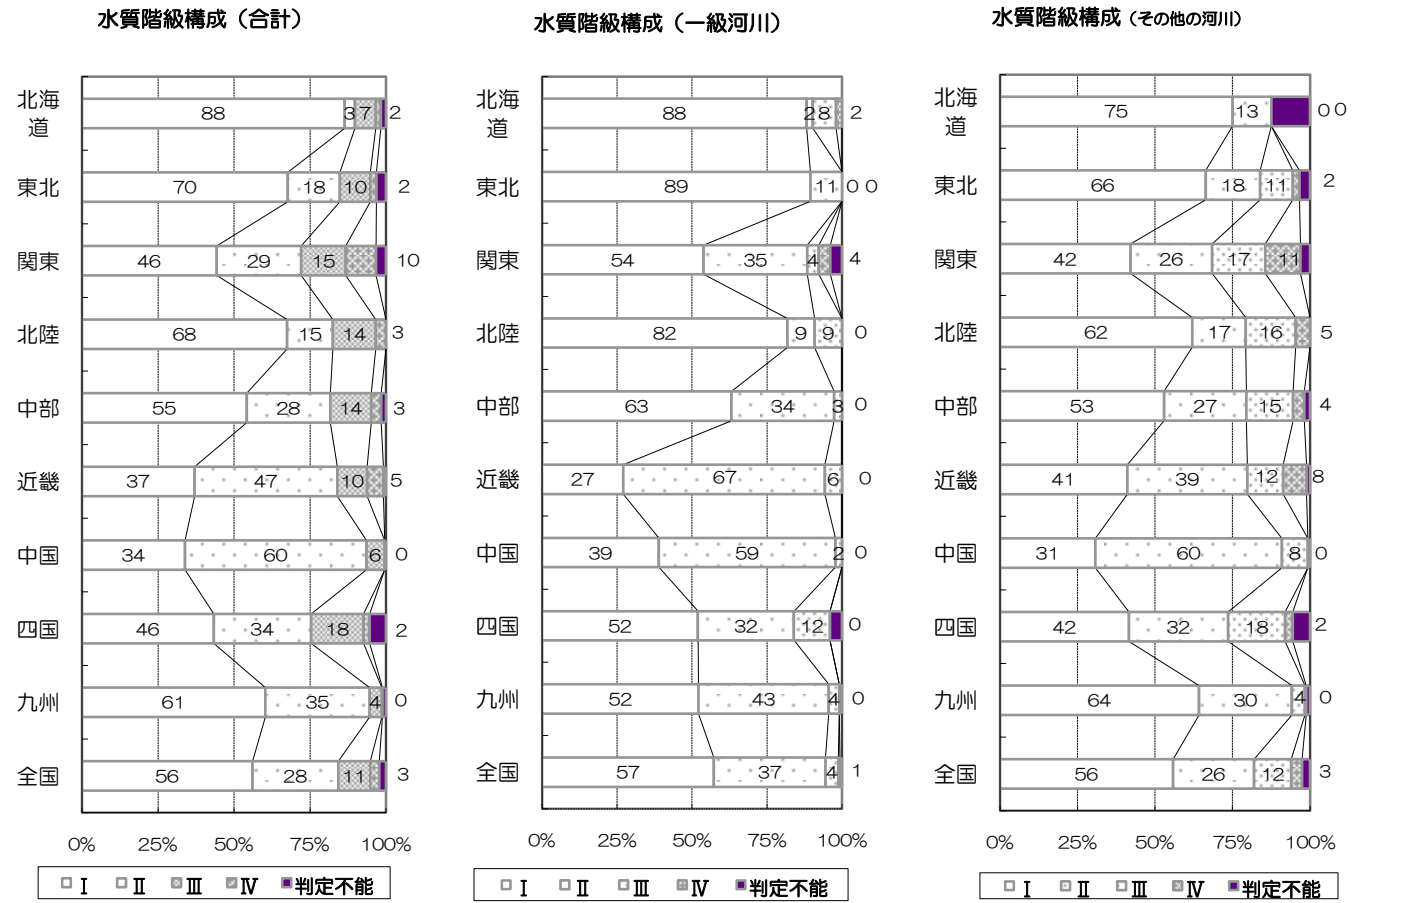 水質階級構成（合計）
北海道 88 3 7 2
東北 70 18 10 2
関東 46 29 15 10
北陸 68 15 14 3
中部 55 28 14 3
近畿 37 47 10 5
中国 34 60 6 0
四国 46 34 18 2
九州 61 35 4 0
全国 56 28 11 3
0% 25% 50% 75% 100%
Ⅰ Ⅱ Ⅲ Ⅳ 判定不能
水質階級構成（一級河川）
北海道 88 2 8 2
東北 89 11 0 0
関東 54 35 4 4
北陸 82 9 9 0
中部 63 34 3 0
近畿 27 67 6 0
中国 39 59 2 0
四国 52 32 12 0
九州 52 43 4 0
全国 57 37 4 1
0% 25% 50% 75% 100%
Ⅰ Ⅱ Ⅲ Ⅳ 判定不能
水質階級構成（その他の河川）
北海道 75 13 0 0
東北 66 18 11 2
関東 42 26 17 11
北陸 62 17 16 5
中部 53 27 15 4
近畿 41 39 12 8
中国 31 60 8 0
四国 42 32 18 2
九州 64 30 4 0
全国 56 26 12 3
0% 25% 50% 75% 100%
Ⅰ Ⅱ Ⅲ Ⅳ 判定不能